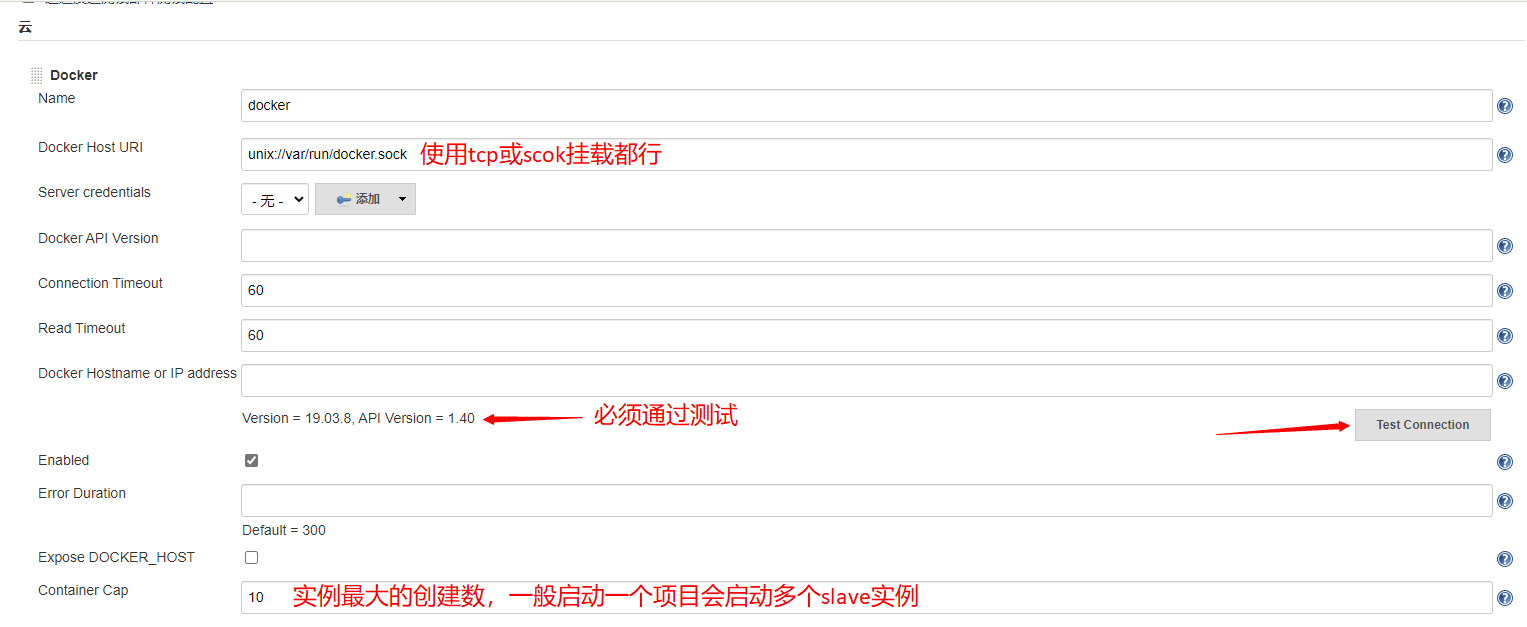 云
Docker
Name
docker
Docker Host URI
unix://var/run/docker.sock 使用tcp或scok挂载都行
Server credentials
- 无 - 添加
Docker API Version
Connection Timeout
60
Read Timeout
60
Docker Hostname or IP address
Version = 19.03.8, API Version = 1.40 必须通过测试
Test Connection
Enabled
Error Duration
Default = 300
Expose DOCKER_HOST
Container Cap
10 实例最大的创建数，一般启动一个项目会启动多个slave实例